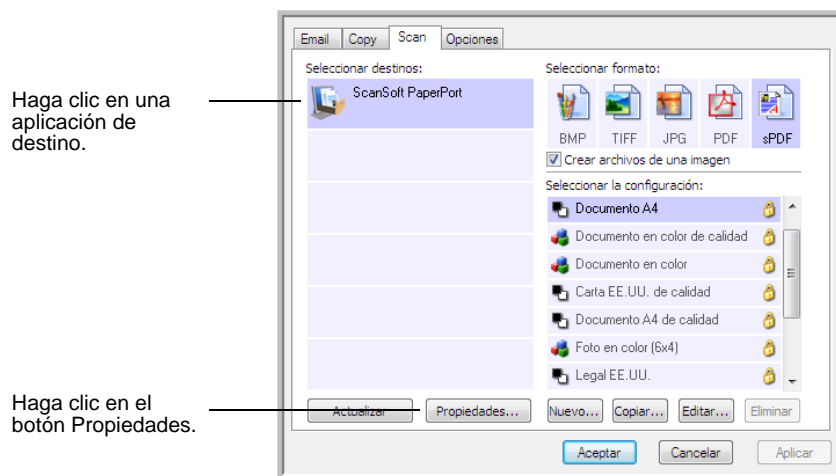 Email Copy Scan Opciones
Seleccionar destinos:
ScanSoft PaperPort
Seleccionar formato:
BMP TIFF JPG PDF sPDF
Crear archivos de una imagen
Seleccionar la configuración:
Documento A4
Documento en color de calidad
Documento en color
Carta EE.UU. de calidad
Documento A4 de calidad
Foto en color (6x4)
Legal EE.UU.
Haga clic en una
aplicación de
destino.
Haga clic en el
botón Propiedades.
Actualizar Propiedades... Nuevo... Copiar... Editar... Eliminar
Aceptar Cancelar Aplicar